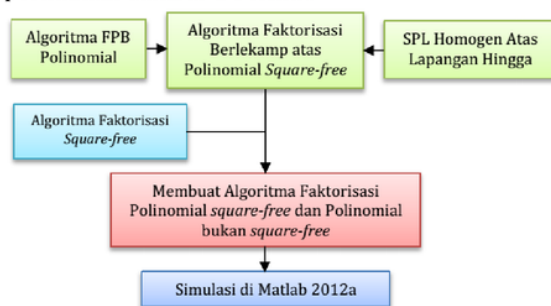 Algoritma FPB
Polinomial
Algoritma Faktorisasi
Berlekamp atas
Polinomial Square-free
SPL Homogen Atas
Lapangan Hingga
Algoritma Faktorisasi
Square-free
Membuat Algoritma Faktorisasi
Polinomial square-free dan Polinomial
bukan square-free
Simulasi di Matlab 2012a